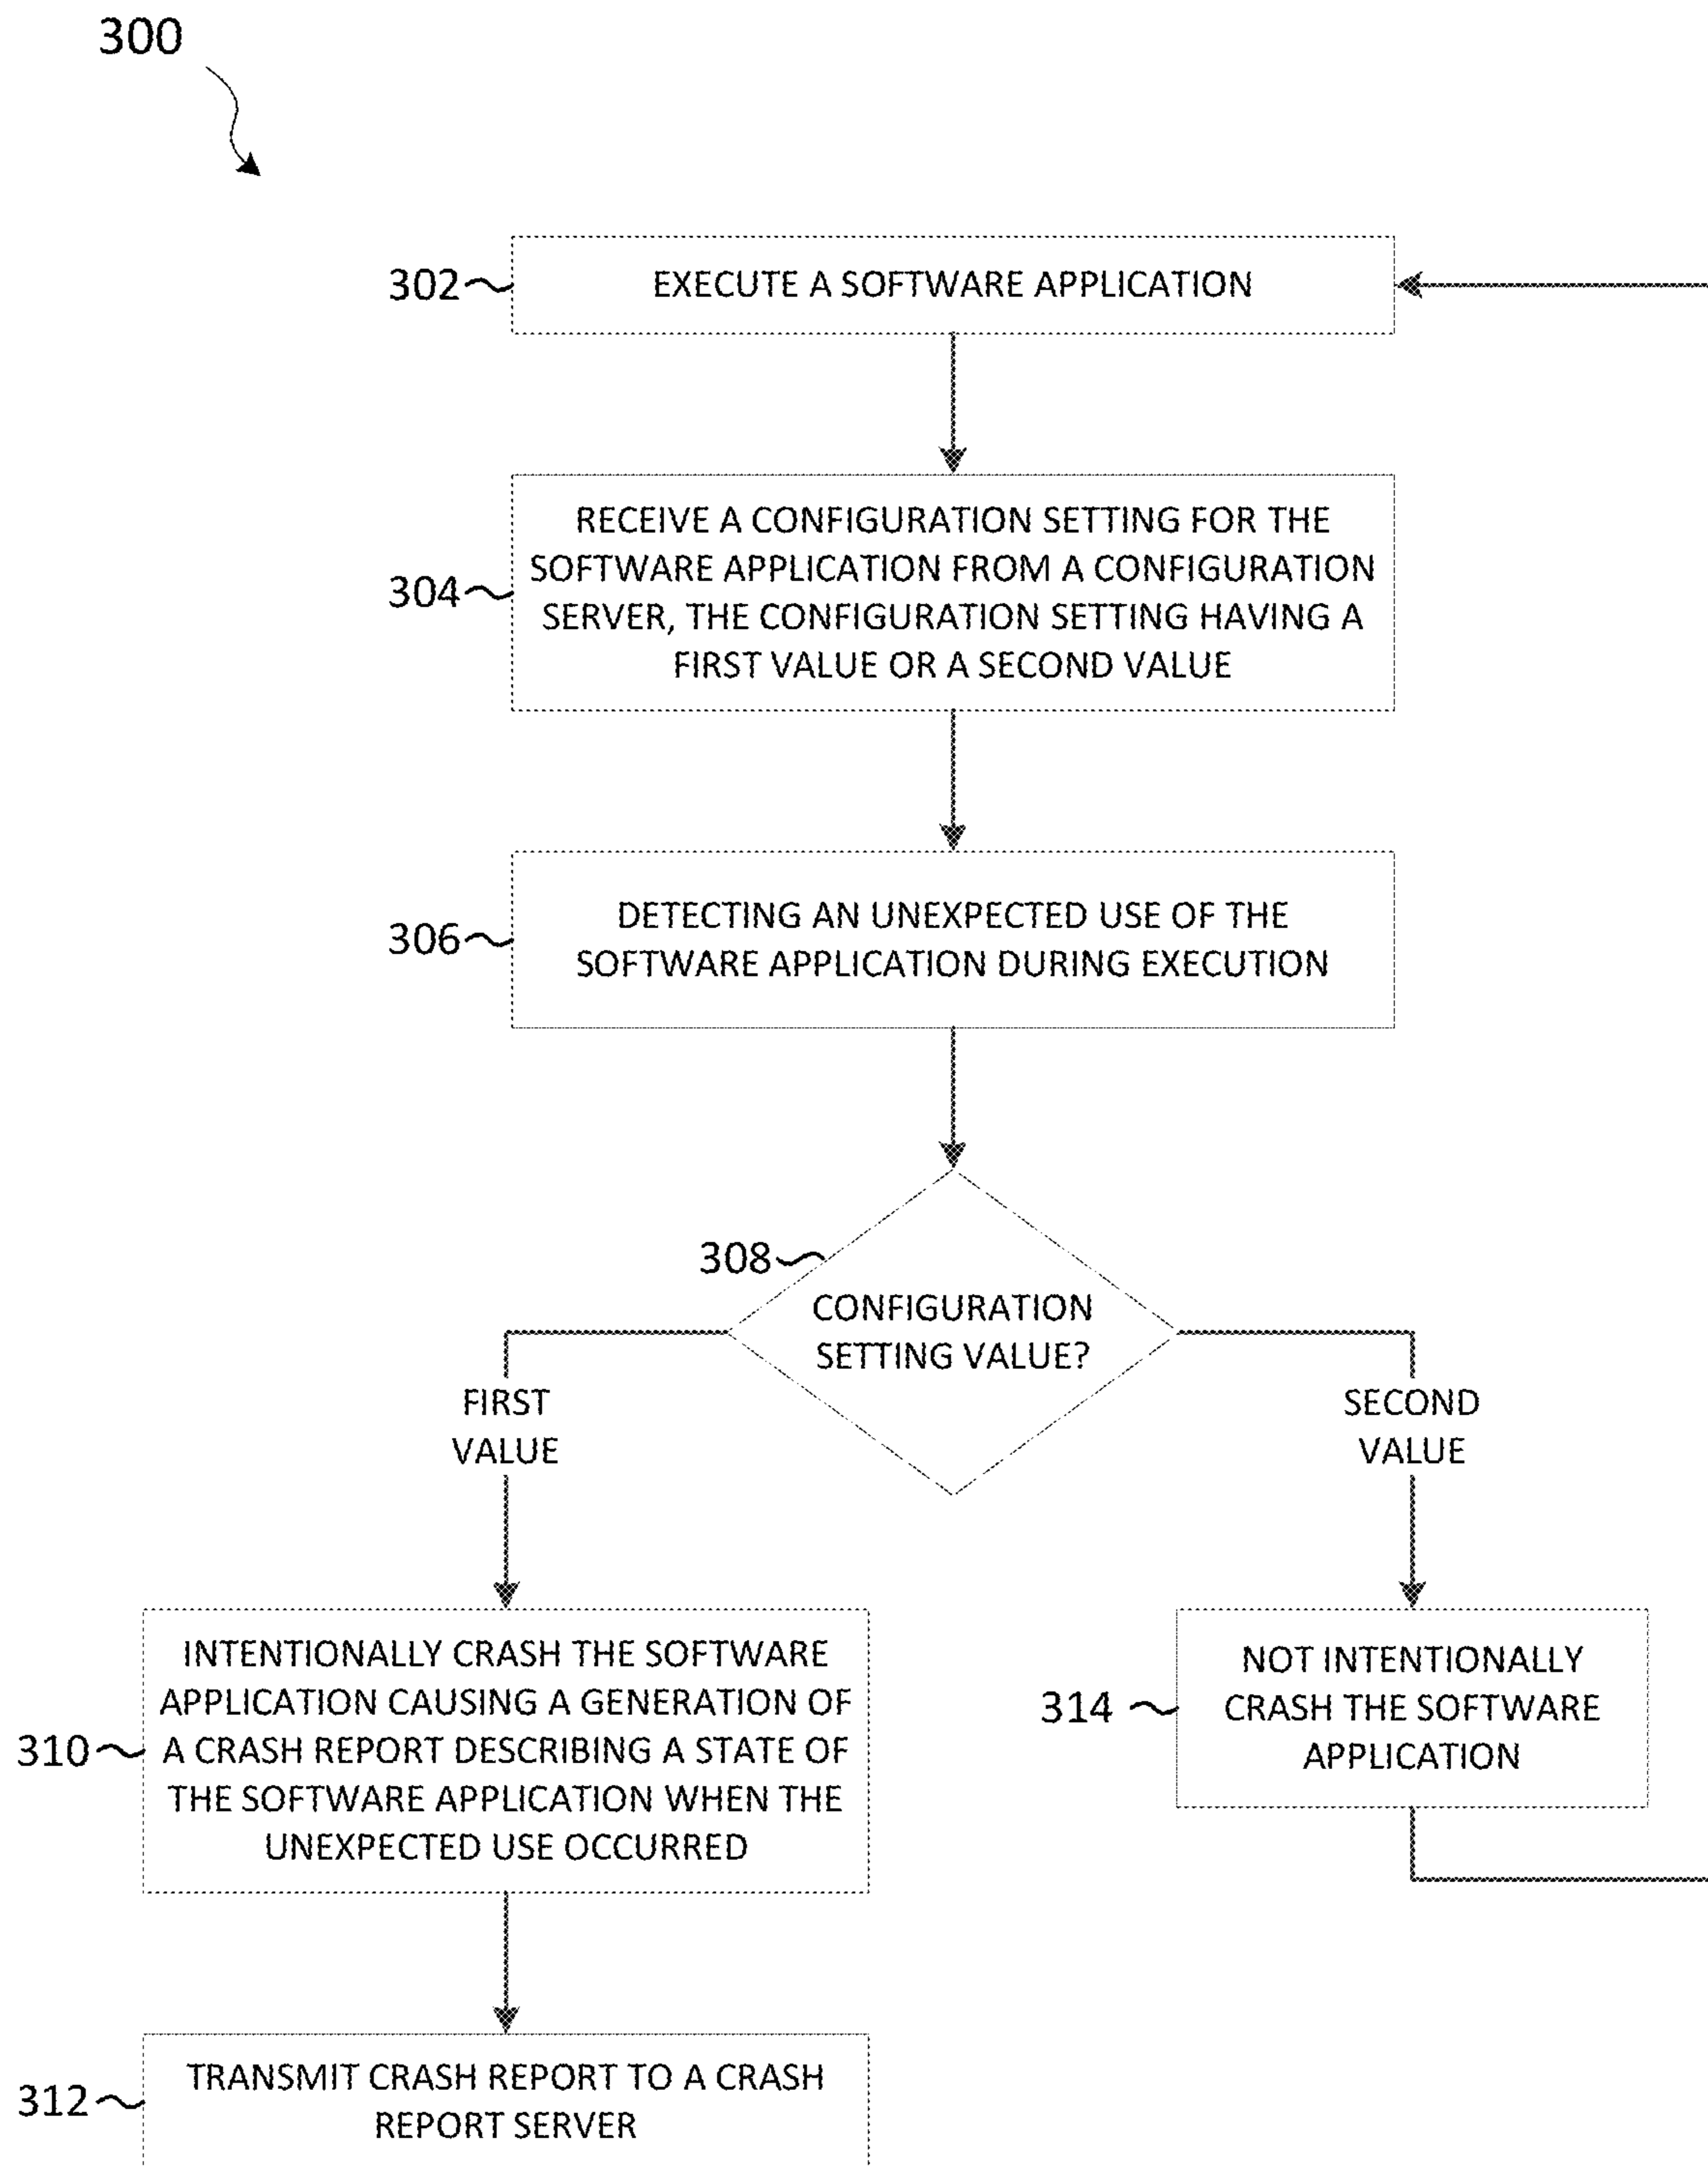 300
302
EXECUTE A SOFTWARE APPLICATION
304
RECEIVE A CONFIGURATION SETTING FOR THE
SOFTWARE APPLICATION FROM A CONFIGURATION
SERVER, THE CONFIGURATION SETTING HAVING A
FIRST VALUE OR A SECOND VALUE
306
DETECTING AN UNEXPECTED USE OF THE
SOFTWARE APPLICATION DURING EXECUTION
308
CONFIGURATION
SETTING VALUE?
FIRST
VALUE
SECOND
VALUE
310
INTENTIONALLY CRASH THE SOFTWARE
APPLICATION CAUSING A GENERATION OF
A CRASH REPORT DESCRIBING A STATE OF
THE SOFTWARE APPLICATION WHEN THE
UNEXPECTED USE OCCURRED
314
NOT INTENTIONALLY
CRASH THE SOFTWARE
APPLICATION
312
TRANSMIT CRASH REPORT TO A CRASH
REPORT SERVER